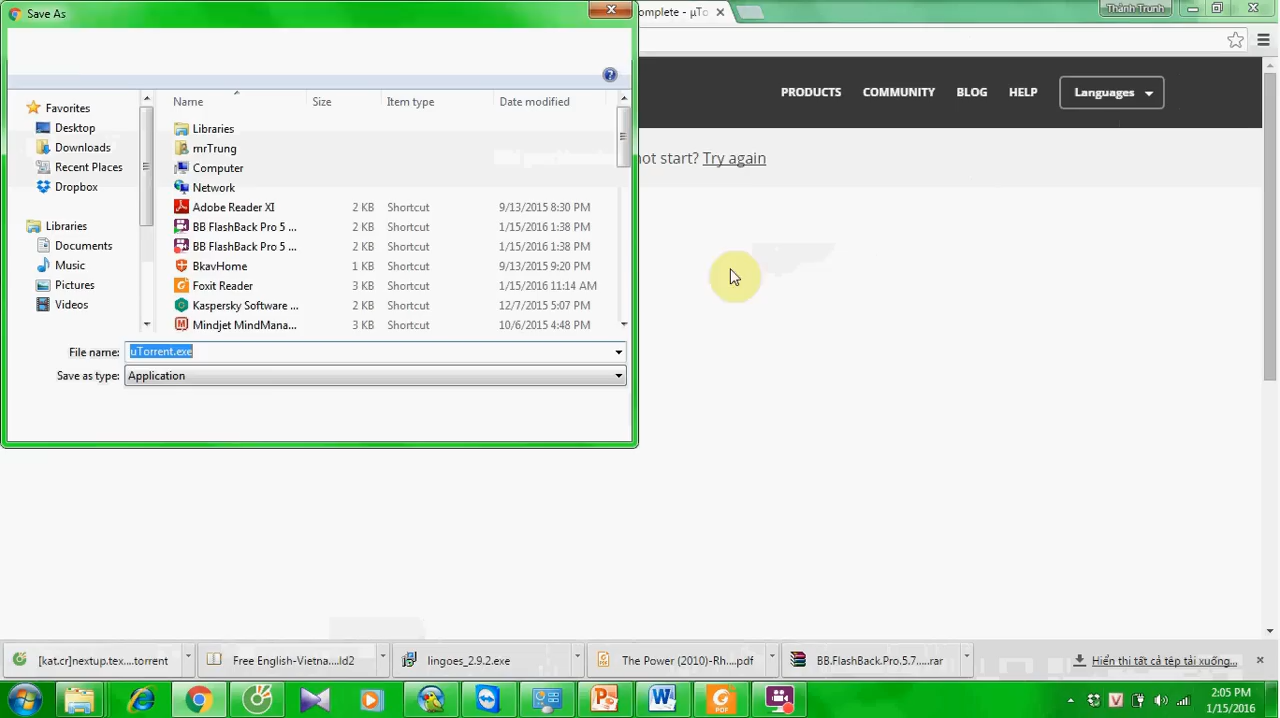 Save As
omplete - µTo
Thành Trunh
PRODUCTS
COMMUNITY
BLOG
HELP
Languages
not start? Try again
Favorites
Desktop
Downloads
Recent Places
Dropbox
Libraries
Documents
Music
Pictures
Videos
Name Size Item type Date modified
Libraries
mrTrung
Computer
Network
Adobe Reader XI 2 KB Shortcut 9/13/2015 8:30 PM
BB FlashBack Pro 5 ... 2 KB Shortcut 1/15/2016 1:38 PM
BB FlashBack Pro 5 ... 2 KB Shortcut 1/15/2016 1:38 PM
BkavHome 1 KB Shortcut 9/13/2015 9:20 PM
Foxit Reader 3 KB Shortcut 1/15/2016 11:14 AM
Kaspersky Software ... 2 KB Shortcut 12/7/2015 5:07 PM
Mindjet MindMana... 3 KB Shortcut 10/6/2015 4:48 PM
File name: uTorrent.exe
Save as type: Application
[kat.cr]nextup.tex....torrent
Free English-Vietna....ld2
lingoes_2.9.2.exe
The Power (2010)-Rh....pdf
BB.FlashBack.Pro.5.7....rar
Hiển thị tất cả tệp tải xuống...
PDF
2:05 PM
1/15/2016